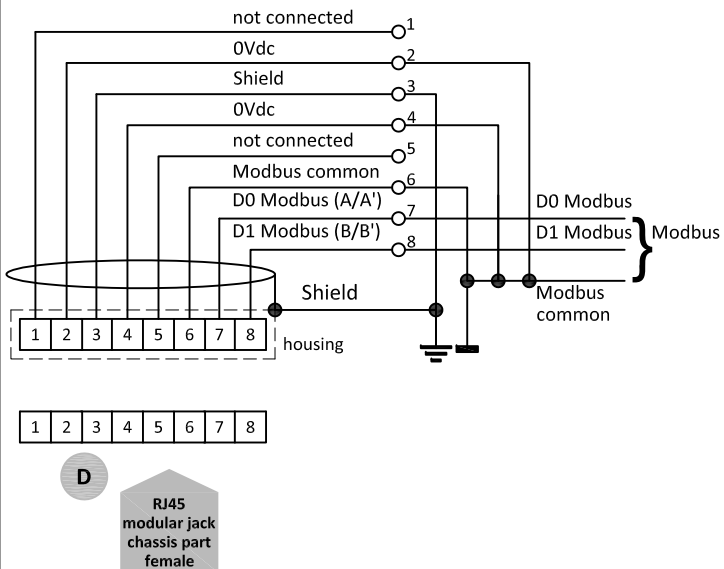 not connected 1
0Vdc 2
Shield 3
0Vdc 4
not connected 5
Modbus common 6
D0 Modbus (A/A') 7 D0 Modbus
D1 Modbus (B/B') 8 D1 Modbus } Modbus
Shield
Modbus
common
1 2 3 4 5 6 7 8
housing
1 2 3 4 5 6 7 8
D
RJ45
modular jack
chassis part
female